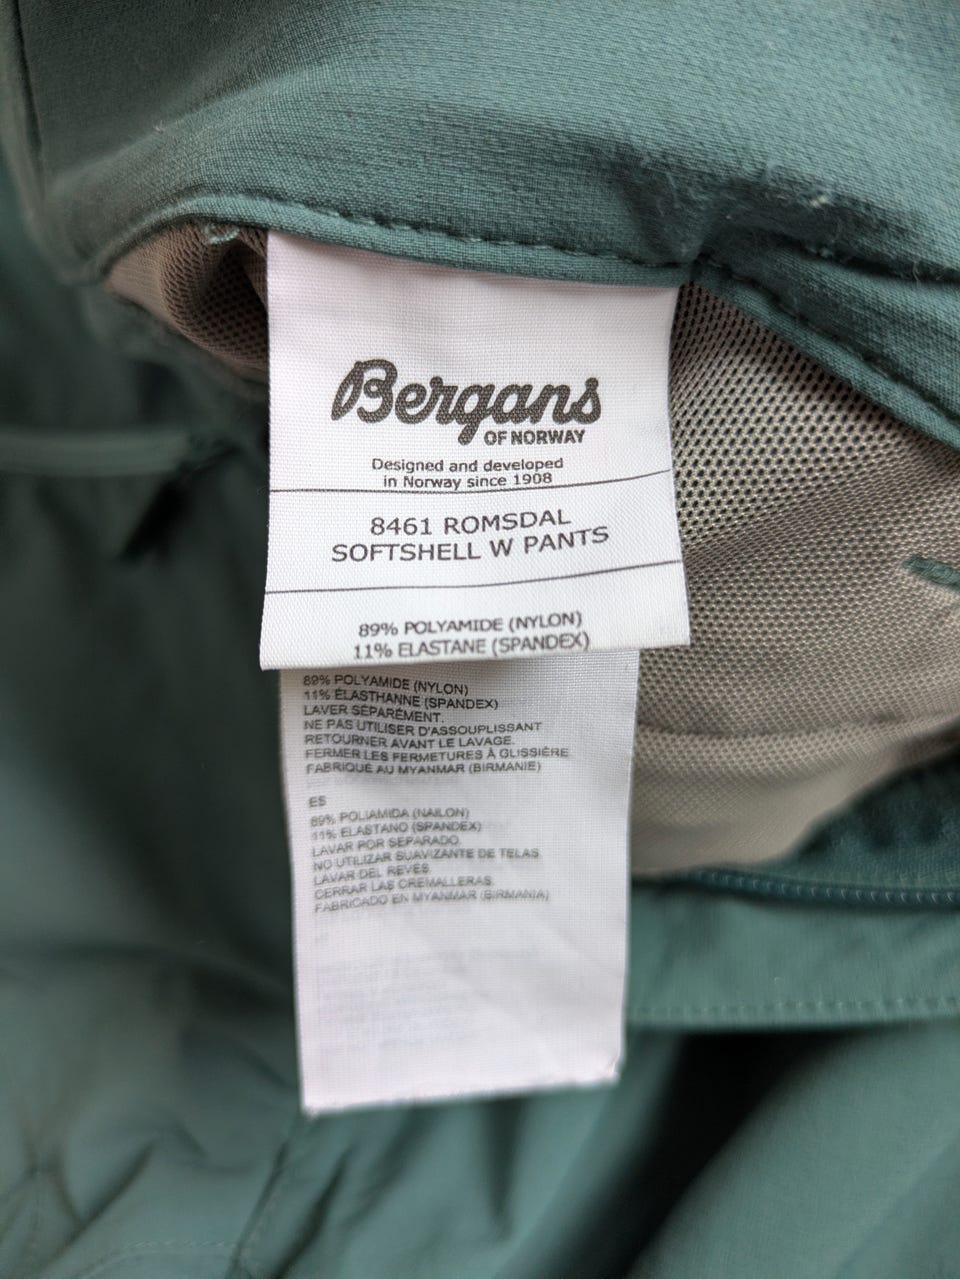 Bergans
OF NORWAY
Designed and developed
in Norway since 1908
8461 ROMSDAL
SOFTSHELL W PANTS
89% POLYAMIDE (NYLON)
11% ELASTANE (SPANDEX)
89% POLYAMIDE (NYLON)
11% ÉLASTHANNE (SPANDEX)
LAVER SÉPARÉMENT.
NE PAS UTILISER D'ASSOUPLISSANT
RETOURNER AVANT LE LAVAGE.
FERMER LES FERMETURES À GLISSIÈRE
FABRIQUÉ AU MYANMAR (BIRMANIE)
ES
89% POLIAMIDA (NAILON)
11% ELASTANO (SPANDEX)
LAVAR POR SEPARADO.
NO UTILIZAR SUAVIZANTE DE TELAS.
LAVAR DEL REVÉS.
CERRAR LAS CREMALLERAS.
FABRICADO EN MYANMAR (BIRMANIA)